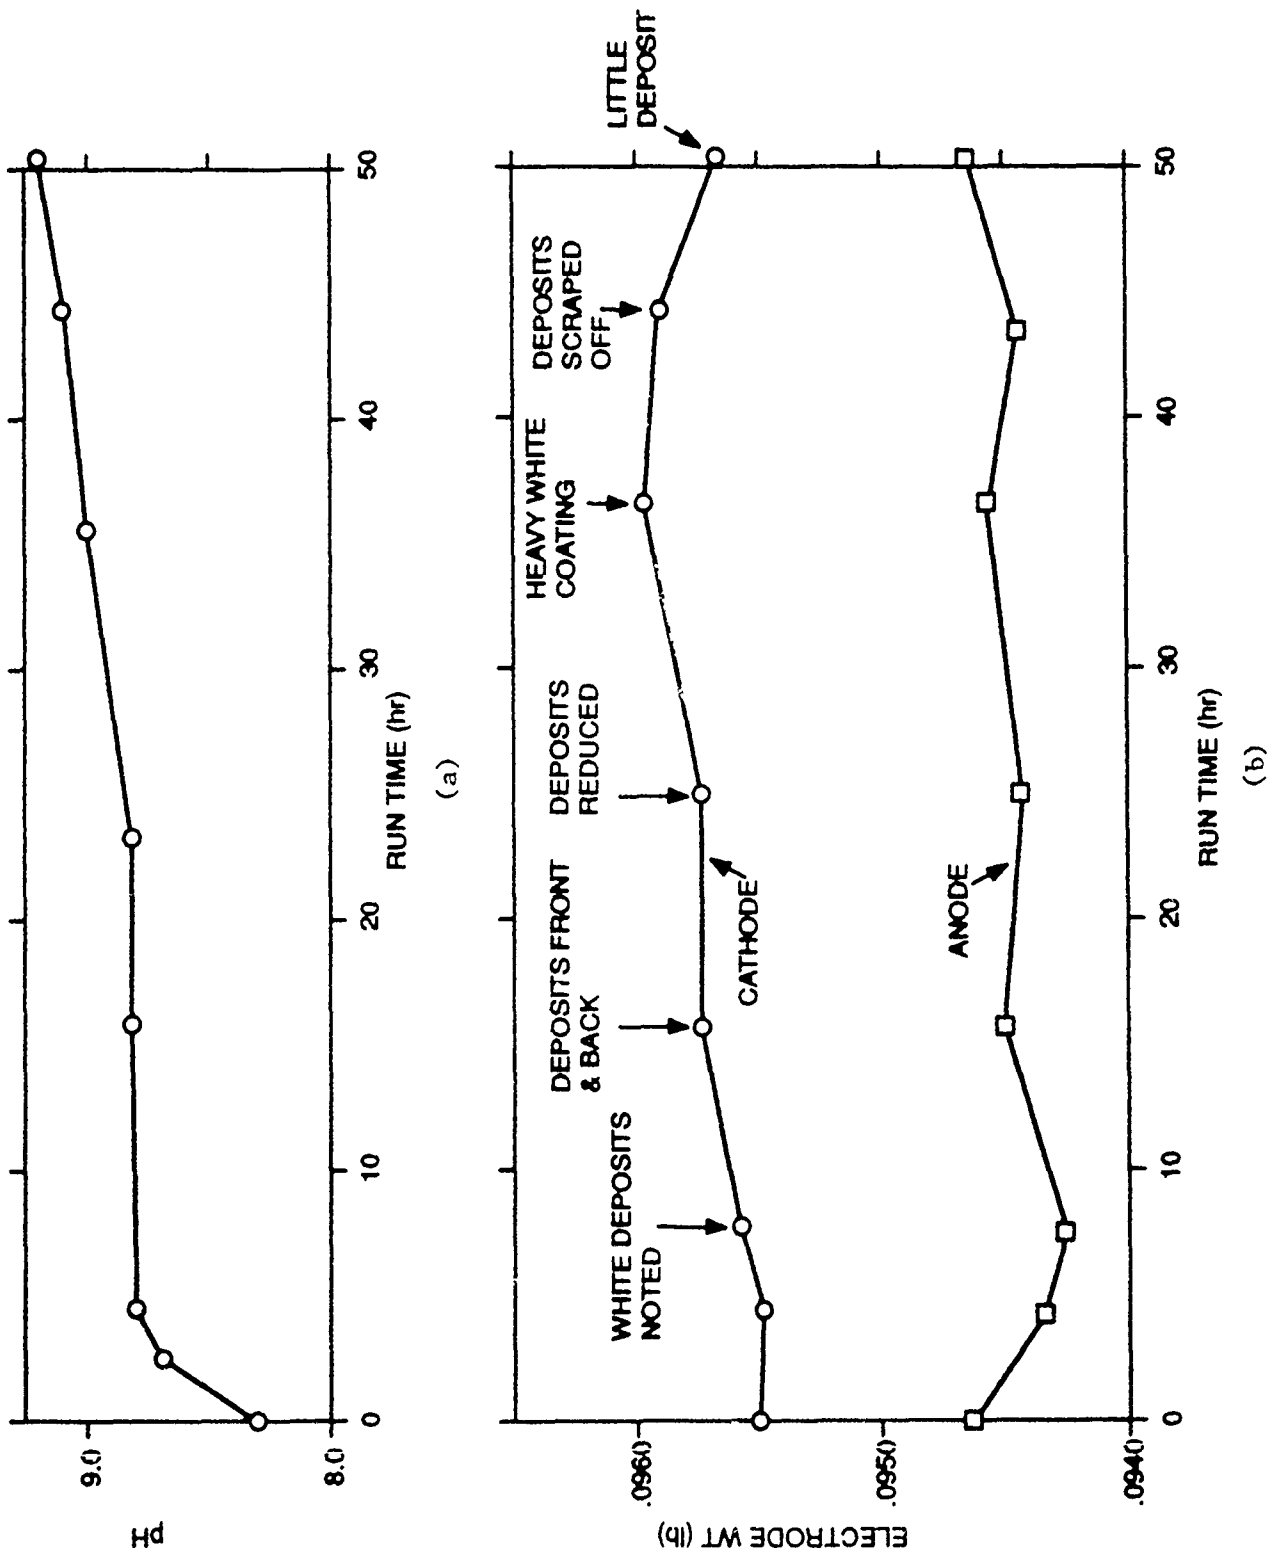 pH
9.0
8.0
0
10
20
30
40
50
RUN TIME (hr)
(a)
ELECTRODE WT (lb)
.0960
.0950
.0940
WHITE DEPOSITS
NOTED
DEPOSITS FRONT
& BACK
DEPOSITS
REDUCED
HEAVY WHITE
COATING
DEPOSITS
SCRAPED
OFF
LITTLE
DEPOSIT
CATHODE
ANODE
0
10
20
30
40
50
RUN TIME (hr)
(b)